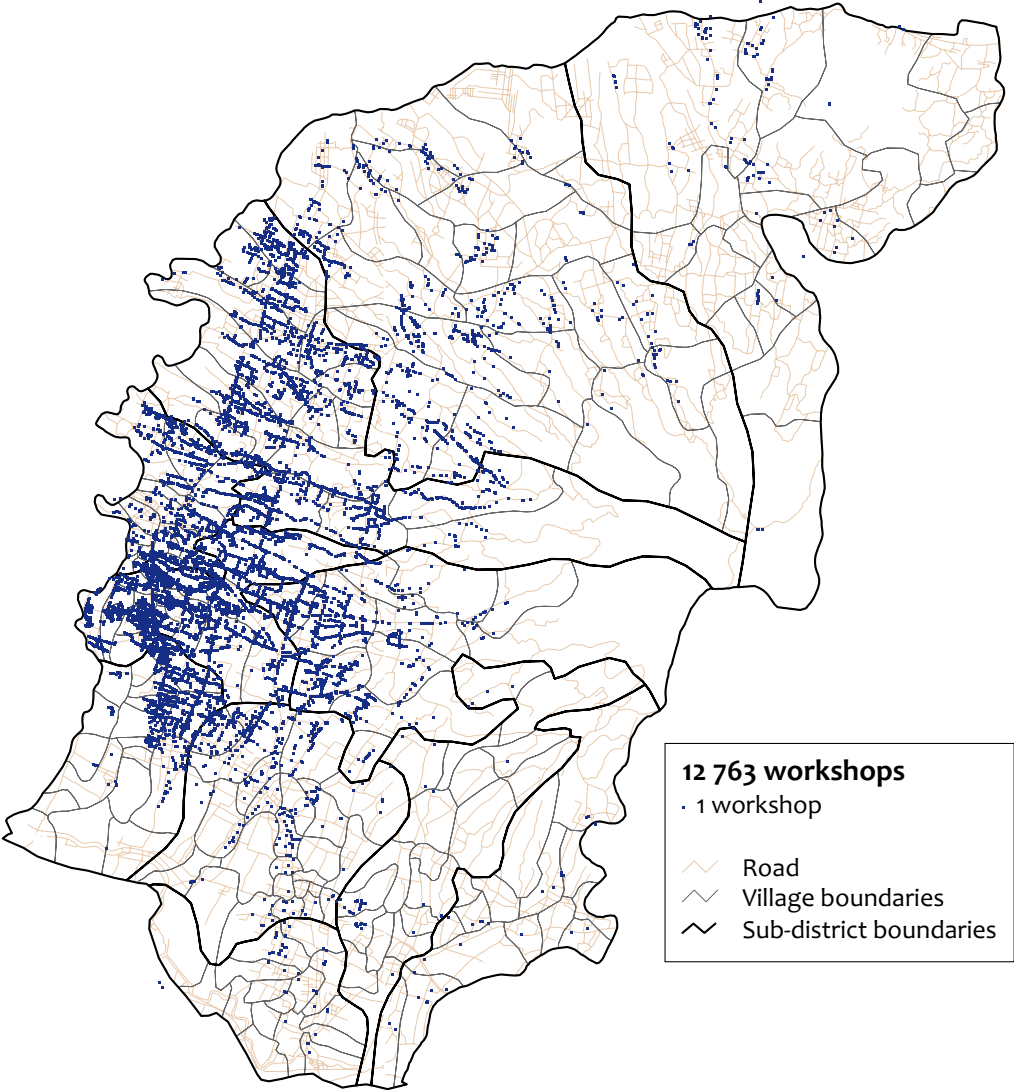 12 763 workshops
1 workshop
Road
Village boundaries
Sub-district boundaries